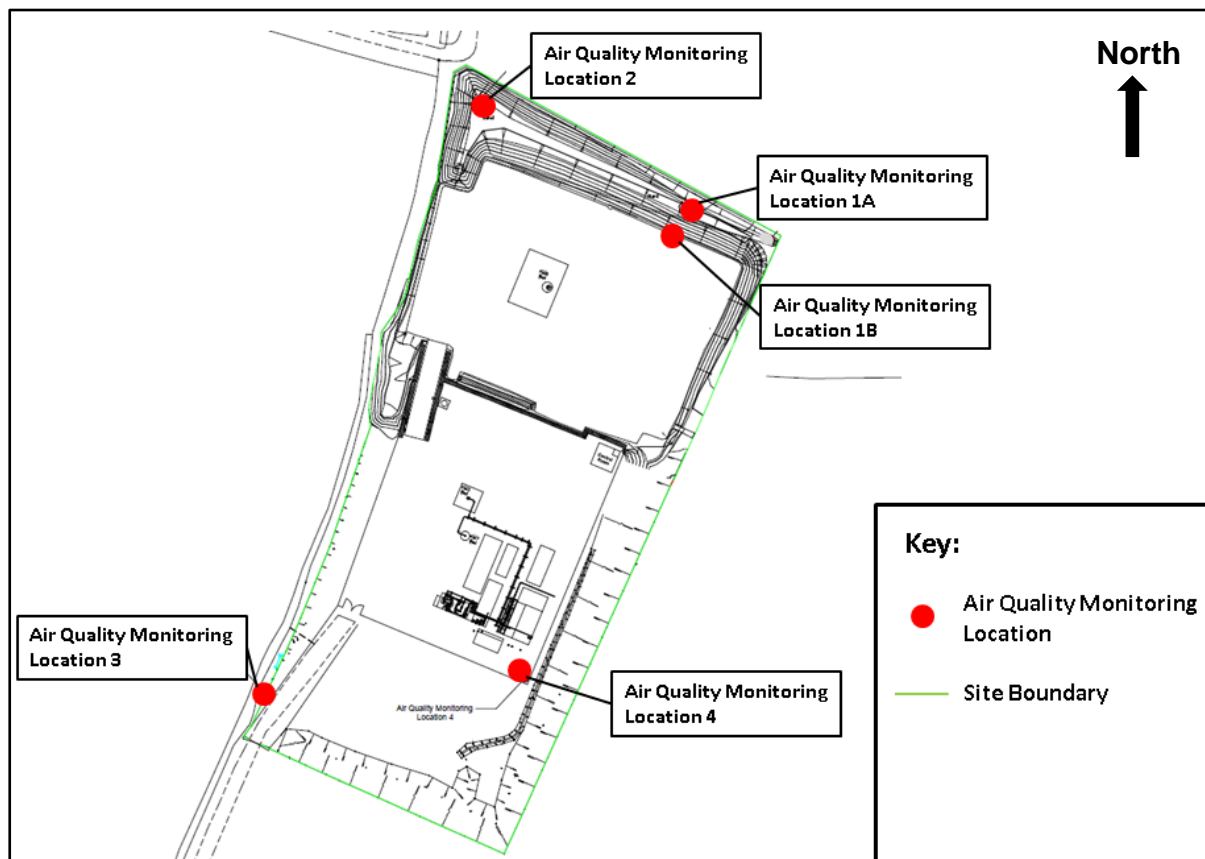 Air Quality Monitoring
Location 2
North
Air Quality Monitoring
Location 1A
Air Quality Monitoring
Location 1B
Key:
Air Quality Monitoring
Location
Site Boundary
Air Quality Monitoring
Location 3
Air Quality Monitoring
Location 4
Air Quality Monitoring
Location 4
Control
Room